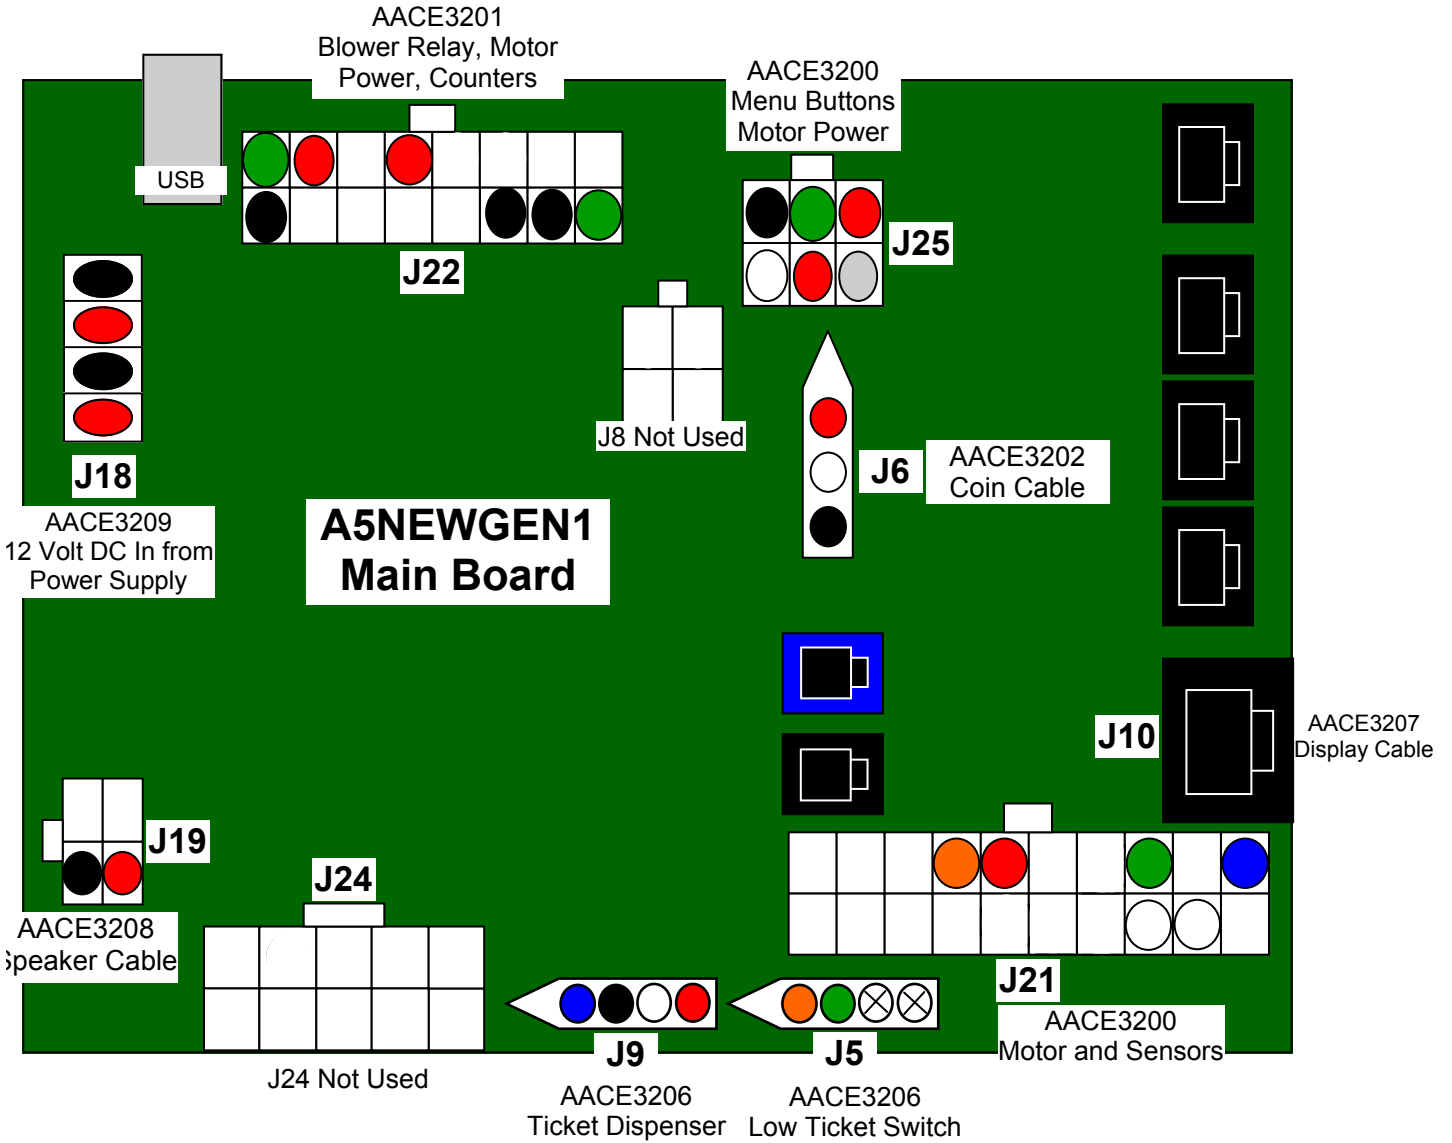 AACE3201
Blower Relay, Motor
Power, Counters
AACE3200
Menu Buttons
Motor Power
USB
J22
J25
J8 Not Used
J18
AACE3209
12 Volt DC In from
Power Supply
A5NEWGEN1
Main Board
J6
AACE3202
Coin Cable
J10
AACE3207
Display Cable
J19
AACE3208
Speaker Cable
J24
J24 Not Used
J9
AACE3206
Ticket Dispenser
J5
AACE3206
Low Ticket Switch
J21
AACE3200
Motor and Sensors